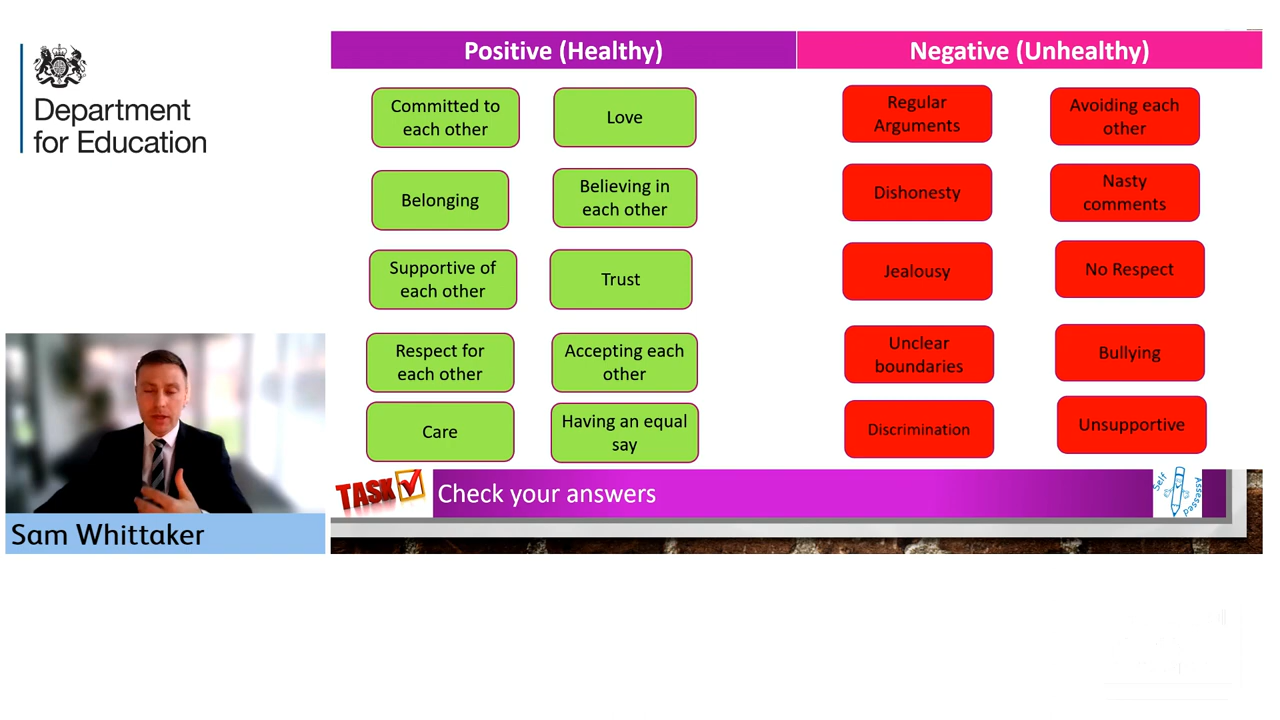 Department
for Education
Positive (Healthy)
Negative (Unhealthy)
Committed to
each other
Love
Regular
Arguments
Avoiding each
other
Belonging
Believing in
each other
Dishonesty
Nasty
comments
Supportive of
each other
Trust
Jealousy
No Respect
Respect for
each other
Accepting each
other
Unclear
boundaries
Bullying
Care
Having an equal
say
Discrimination
Unsupportive
TASK
Check your answers
Self
Assessed
Sam Whittaker